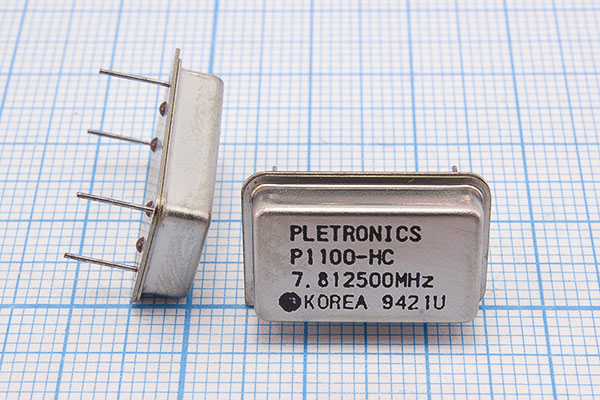 PLETRONICS
P1100-HC
7.812500MHz
KOREA 9421U